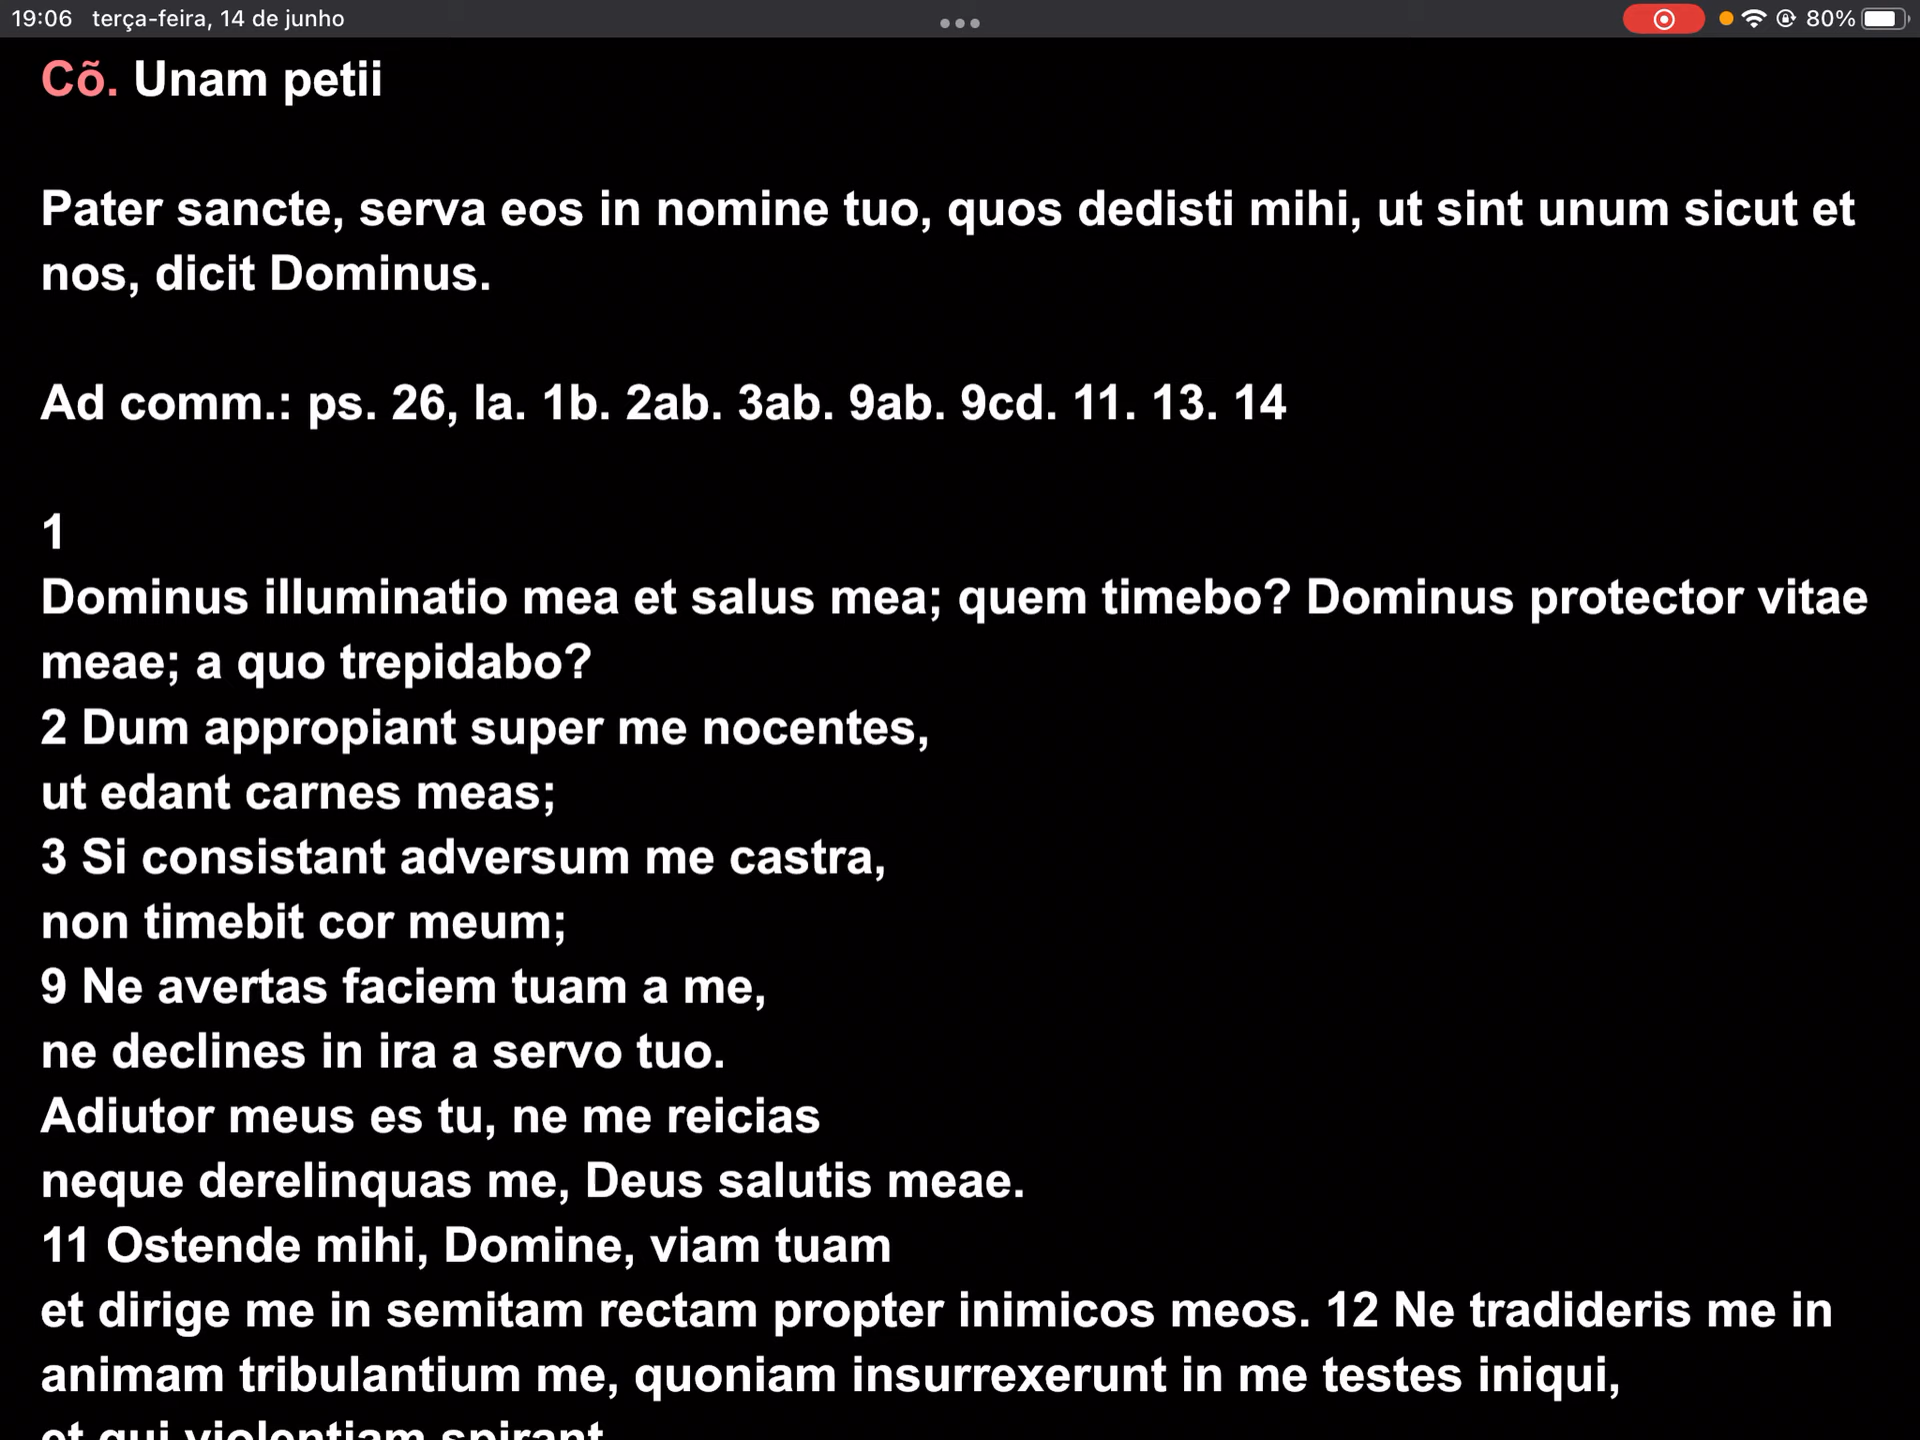 19:06 terça-feira, 14 de junho
80%
Cõ. Unam petii
Pater sancte, serva eos in nomine tuo, quos dedisti mihi, ut sint unum sicut et
nos, dicit Dominus.
Ad comm.: ps. 26, la. 1b. 2ab. 3ab. 9ab. 9cd. 11. 13. 14
1
Dominus illuminatio mea et salus mea; quem timebo? Dominus protector vitae
meae; a quo trepidabo?
2 Dum appropiant super me nocentes,
ut edant carnes meas;
3 Si consistant adversum me castra,
non timebit cor meum;
9 Ne avertas faciem tuam a me,
ne declines in ira a servo tuo.
Adiutor meus es tu, ne me reicias
neque derelinquas me, Deus salutis meae.
11 Ostende mihi, Domine, viam tuam
et dirige me in semitam rectam propter inimicos meos. 12 Ne tradideris me in
animam tribulantium me, quoniam insurrexerunt in me testes iniqui,
et qui violentiam spirant